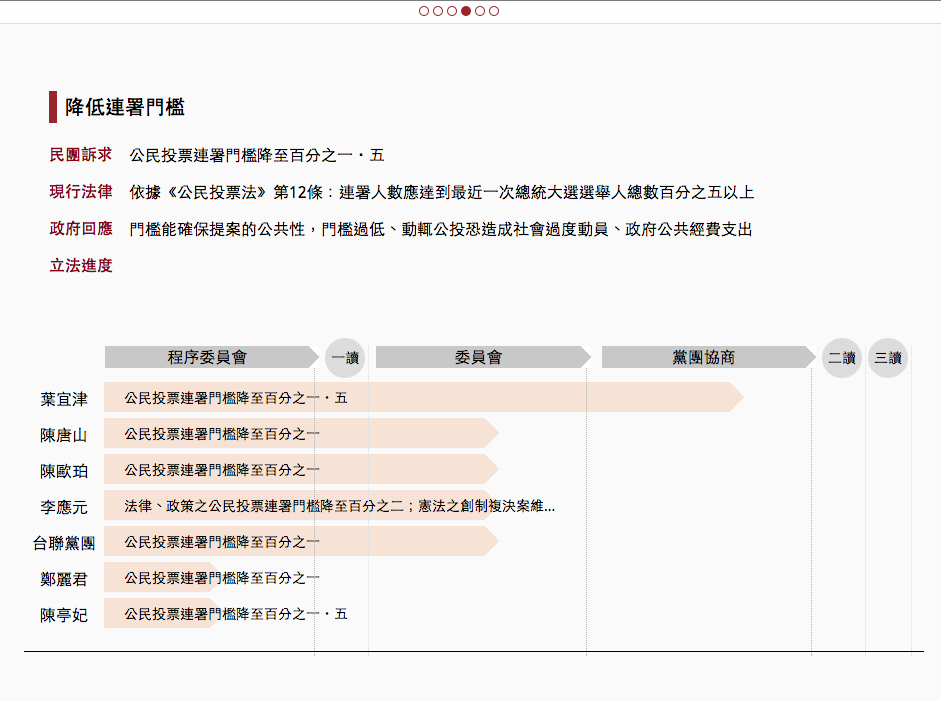 降低連署門檻
民團訴求 公民投票連署門檻降至百分之一・五
現行法律 依據《公民投票法》第12條：連署人數應達到最近一次總統大選選舉人總數百分之五以上
政府回應 門檻能確保提案的公共性，門檻過低、動輒公投恐造成社會過度動員、政府公共經費支出
立法進度
程序委員會 一讀 委員會 黨團協商 二讀 三讀
葉宜津 公民投票連署門檻降至百分之一・五
陳唐山 公民投票連署門檻降至百分之一
陳歐珀 公民投票連署門檻降至百分之一
李應元 法律、政策之公民投票連署門檻降至百分之二；憲法之創制複決案維...
台聯黨團 公民投票連署門檻降至百分之一
鄭麗君 公民投票連署門檻降至百分之一
陳亭妃 公民投票連署門檻降至百分之一・五